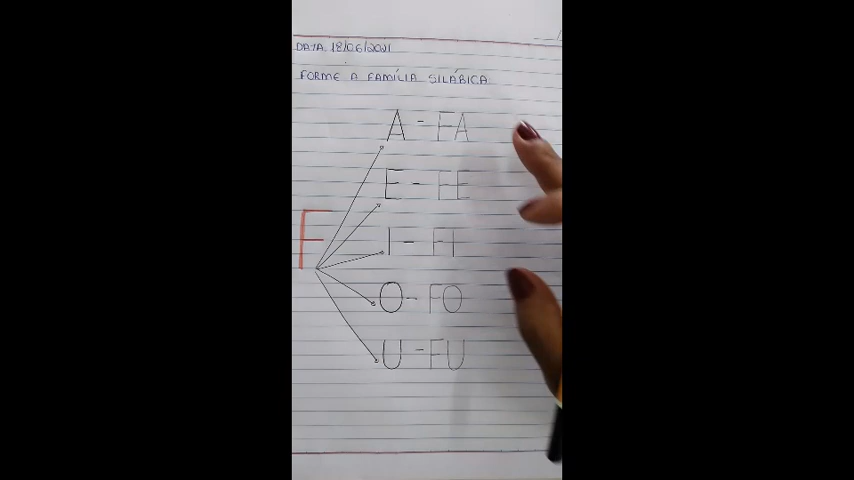 DATA 18/06/2021
FORME A FAMÍLIA SILÁBICA
A - FA
E - FE
F
I - FI
O - FO
U - FU